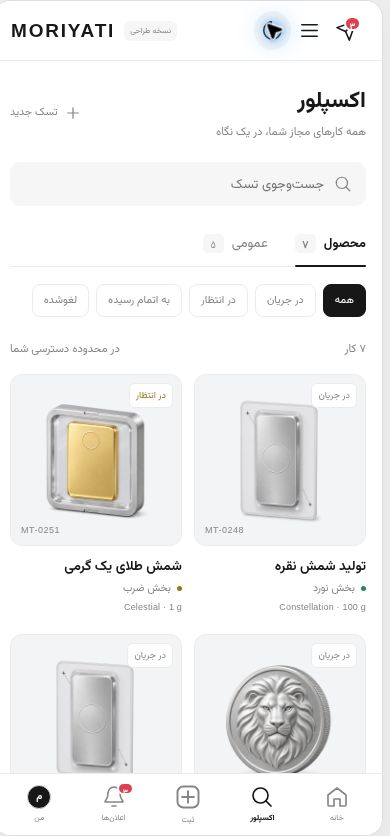 MORIYATI
نسخه طراحی
۳
اکسپلور
همه کارهای مجاز شما، در یک نگاه
تسک جدید
جست‌وجوی تسک
محصول ۷
عمومی ۵
همه
در جریان
در انتظار
به اتمام رسیده
لغوشده
۷ کار
در محدوده دسترسی شما
در جریان
MT-0248
تولید شمش نقره
بخش نورد
Constellation · 100 g
در انتظار
MT-0251
شمش طلای یک گرمی
بخش ضرب
Celestial · 1 g
در جریان
در جریان
خانه
اکسپلور
ثبت
۳
اعلان‌ها
م
من